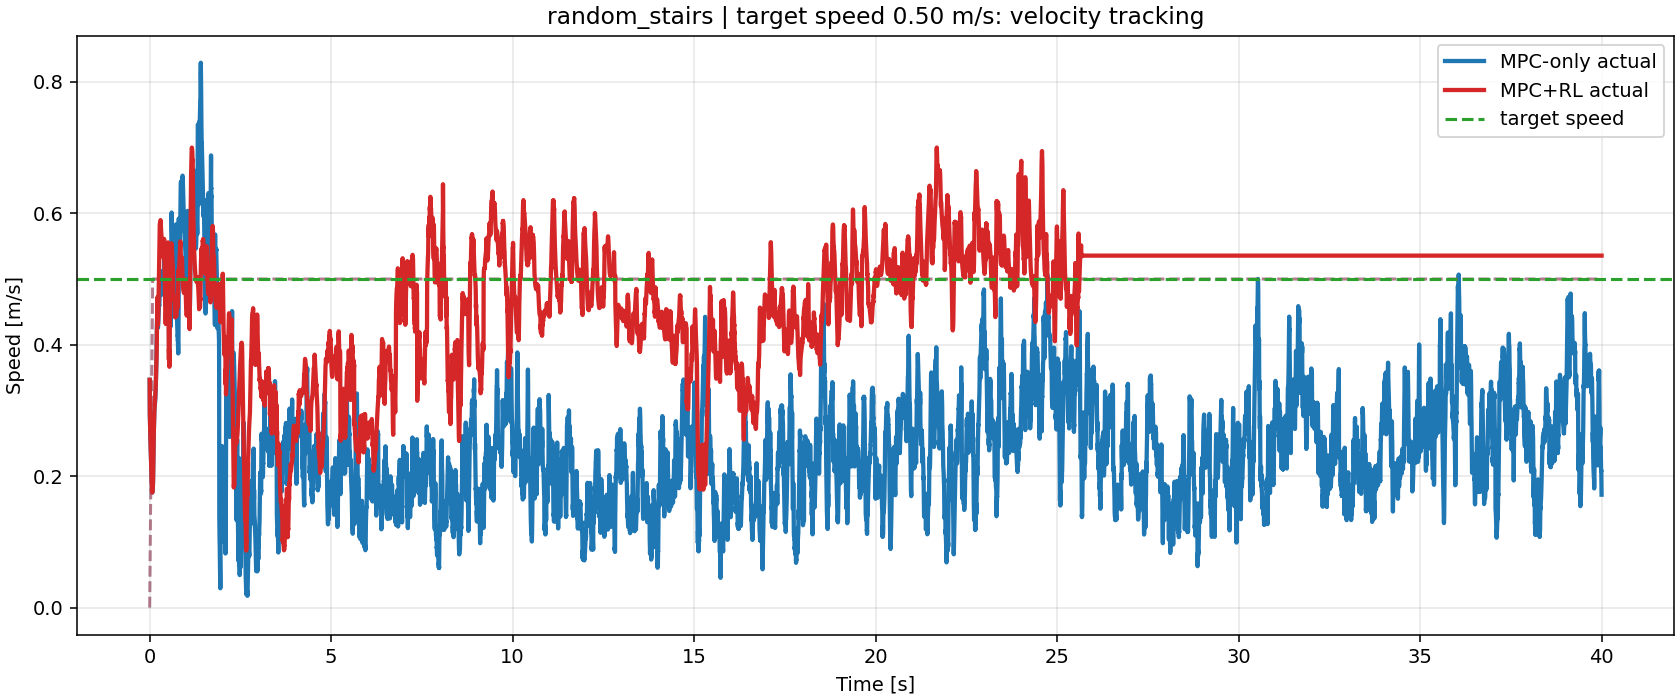 random_stairs | target speed 0.50 m/s: velocity tracking
MPC-only actual
MPC+RL actual
target speed
Speed [m/s]
0.8
0.6
0.4
0.2
0.0
0 5 10 15 20 25 30 35 40
Time [s]